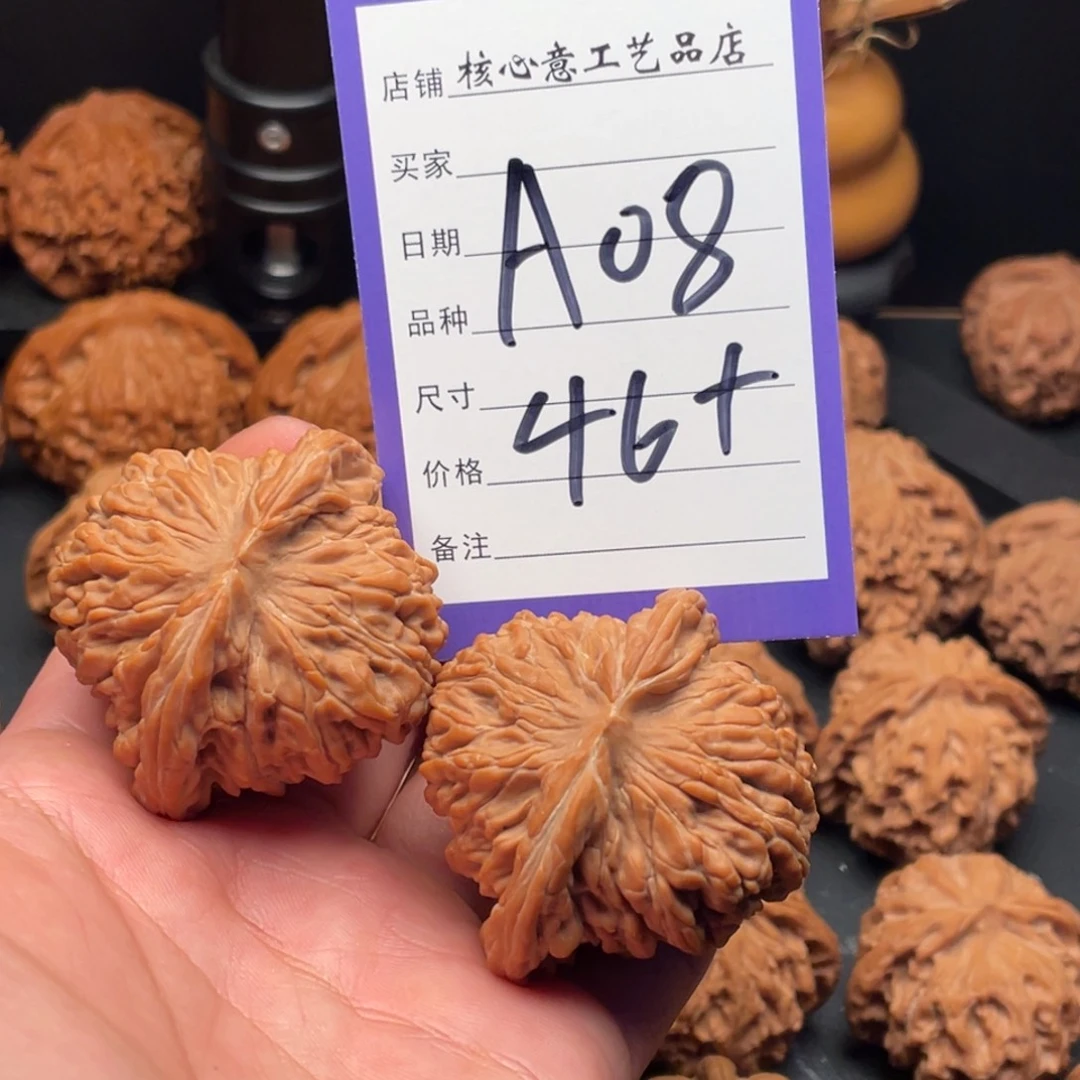 店铺 核心意工艺品店
买家
日期 A08
品种
尺寸 46+
价格
备注